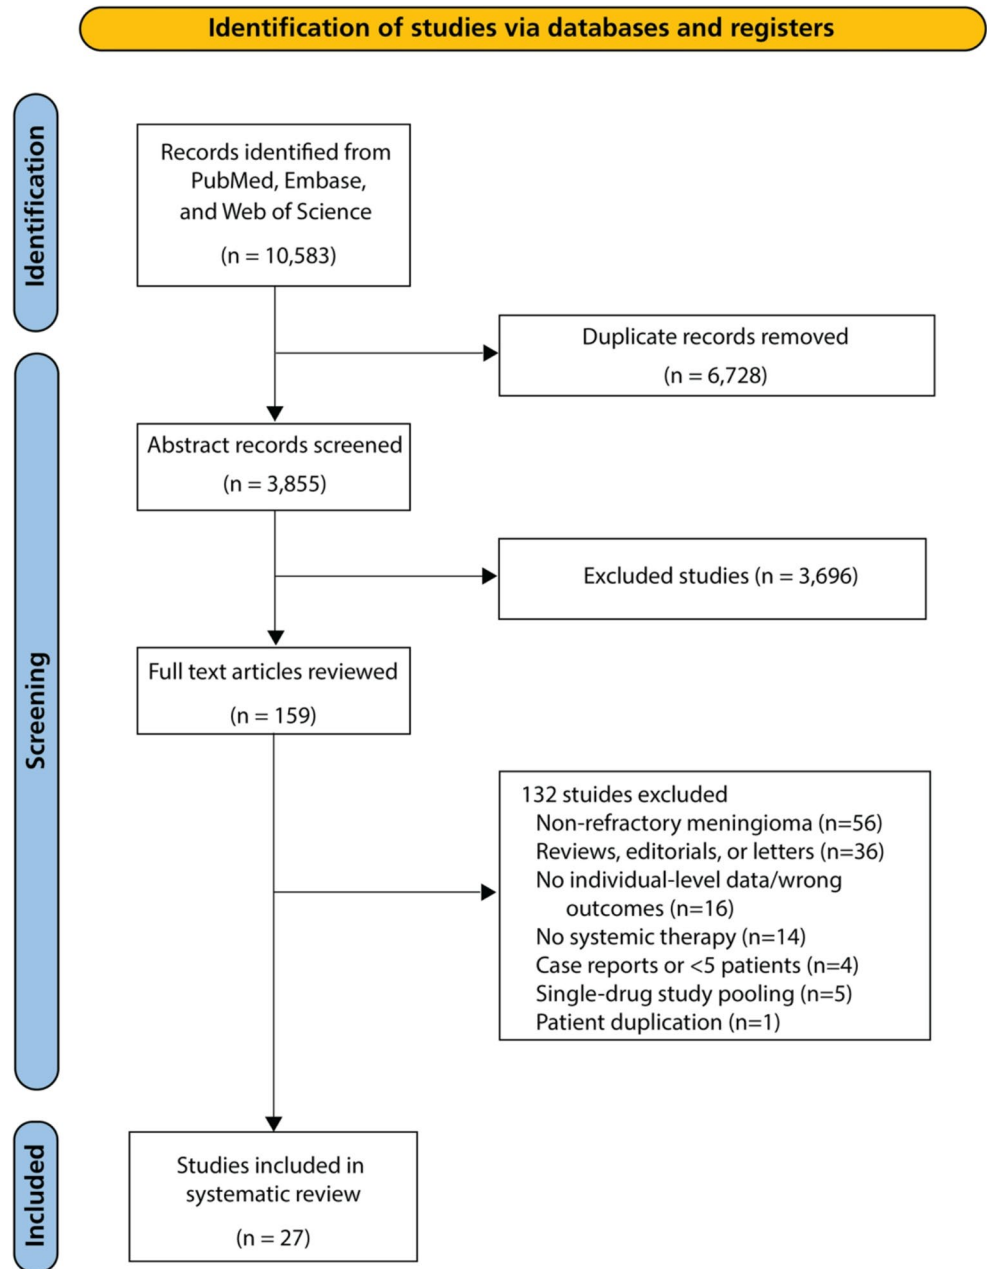 Identification of studies via databases and registers
Identification
Records identified from
PubMed, Embase,
and Web of Science
(n = 10,583)
Duplicate records removed
(n = 6,728)
Screening
Abstract records screened
(n = 3,855)
Excluded studies (n = 3,696)
Full text articles reviewed
(n = 159)
132 stuides excluded
Non-refractory meningioma (n=56)
Reviews, editorials, or letters (n=36)
No individual-level data/wrong
outcomes (n=16)
No systemic therapy (n=14)
Case reports or <5 patients (n=4)
Single-drug study pooling (n=5)
Patient duplication (n=1)
Included
Studies included in
systematic review
(n = 27)